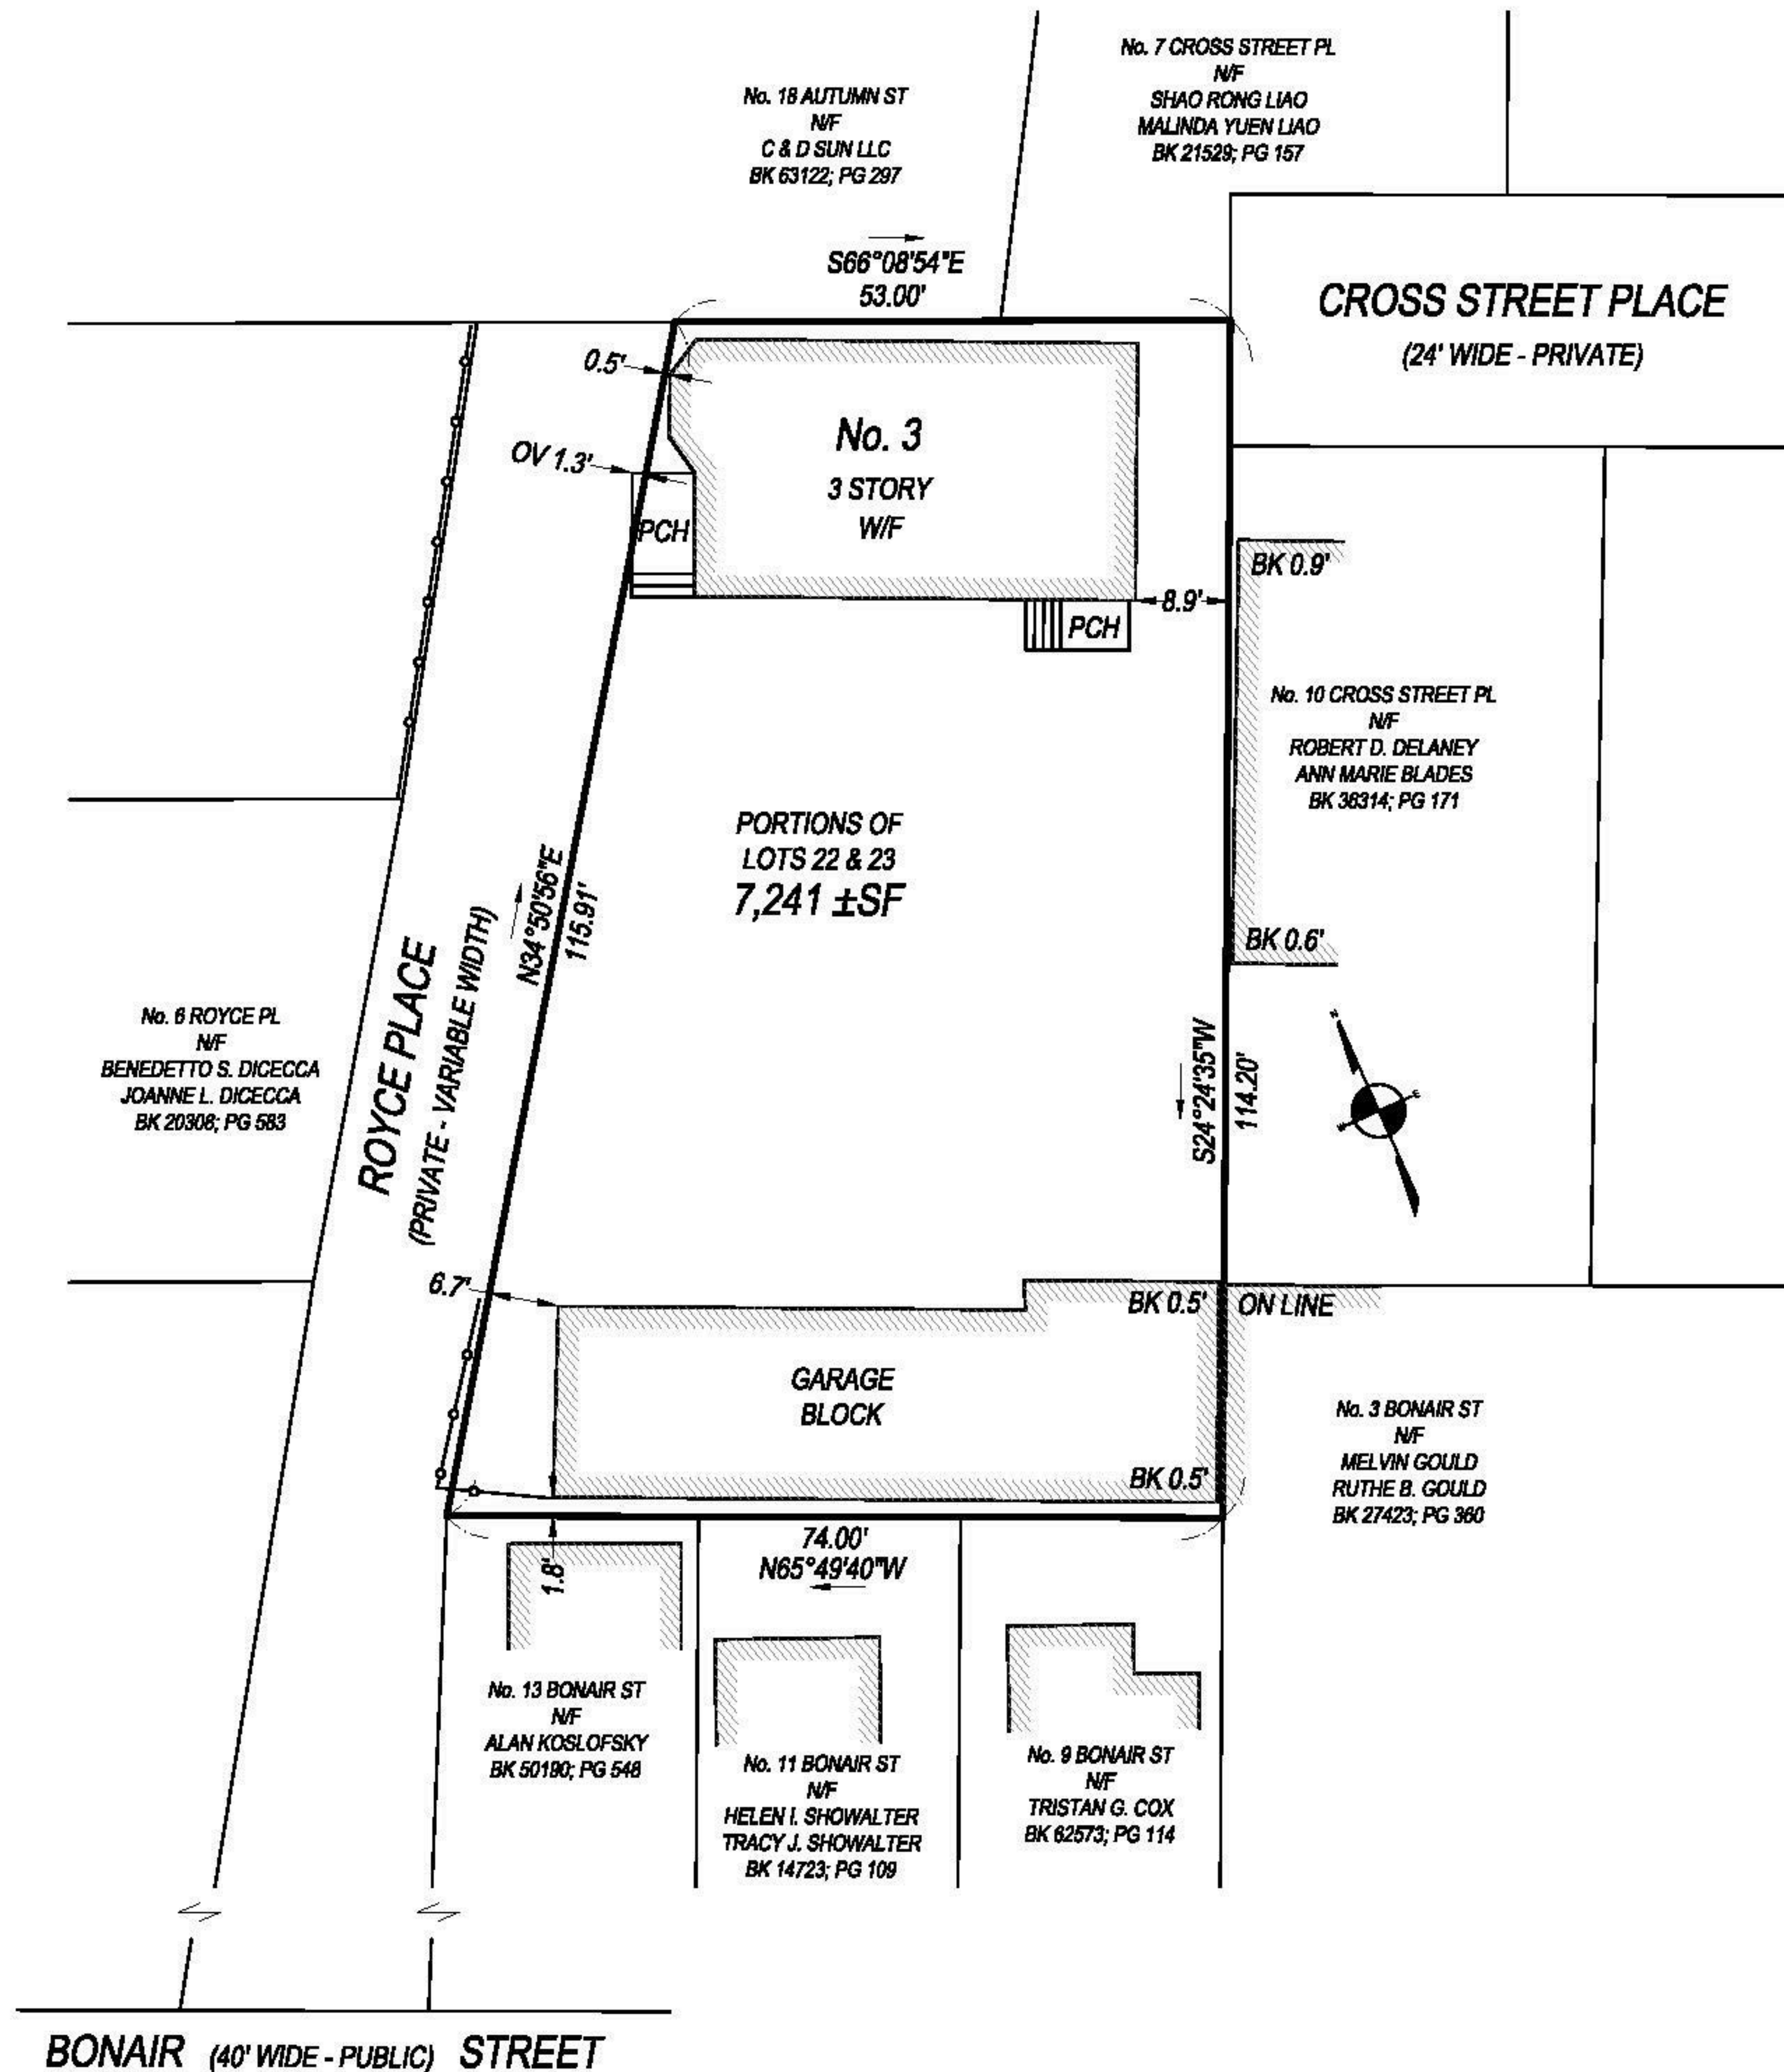 No. 7 CROSS STREET PL
N/F
SHAO RONG LIAO
MALINDA YUEN LIAO
BK 21529; PG 157
No. 18 AUTUMN ST
N/F
C & D SUN LLC
BK 63122; PG 297
S66°08'54"E
53.00'
CROSS STREET PLACE
(24' WIDE - PRIVATE)
0.5'
No. 3
3 STORY
W/F
OV 1.3'
PCH
BK 0.9'
8.9'
PCH
No. 10 CROSS STREET PL
N/F
ROBERT D. DELANEY
ANN MARIE BLADES
BK 36314; PG 171
PORTIONS OF
LOTS 22 & 23
7,241 ±SF
N34°50'56"E
115.91'
BK 0.6'
ROYCE PLACE
(PRIVATE - VARIABLE WIDTH)
No. 6 ROYCE PL
N/F
BENEDETTO S. DICECCA
JOANNE L. DICECCA
BK 20308; PG 583
S24°24'35"W
114.20'
6.7'
BK 0.5'
ON LINE
GARAGE
BLOCK
BK 0.5'
No. 3 BONAIR ST
N/F
MELVIN GOULD
RUTHE B. GOULD
BK 27423; PG 360
74.00'
N65°49'40"W
1.8'
No. 13 BONAIR ST
N/F
ALAN KOSLOFSKY
BK 50190; PG 548
No. 11 BONAIR ST
N/F
HELEN I. SHOWALTER
TRACY J. SHOWALTER
BK 14723; PG 109
No. 9 BONAIR ST
N/F
TRISTAN G. COX
BK 62573; PG 114
BONAIR (40' WIDE - PUBLIC) STREET